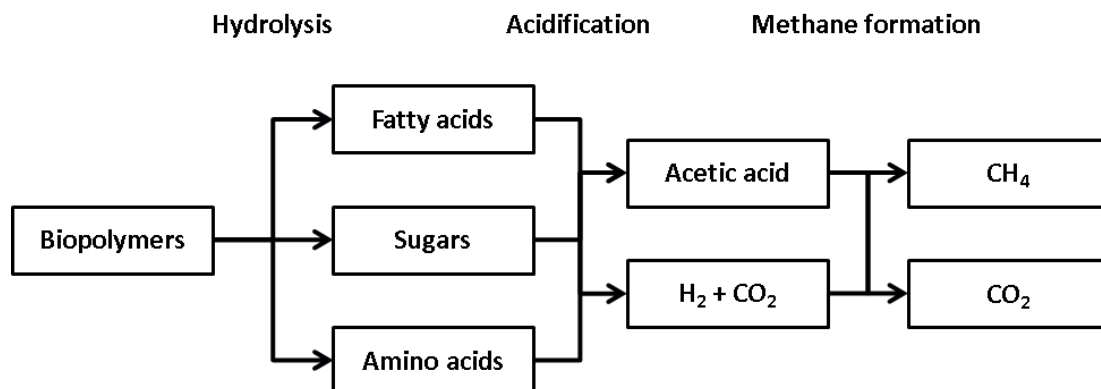 Hydrolysis Acidification Methane formation
Fatty acids
Acetic acid CH₄
Biopolymers Sugars
H₂ + CO₂ CO₂
Amino acids